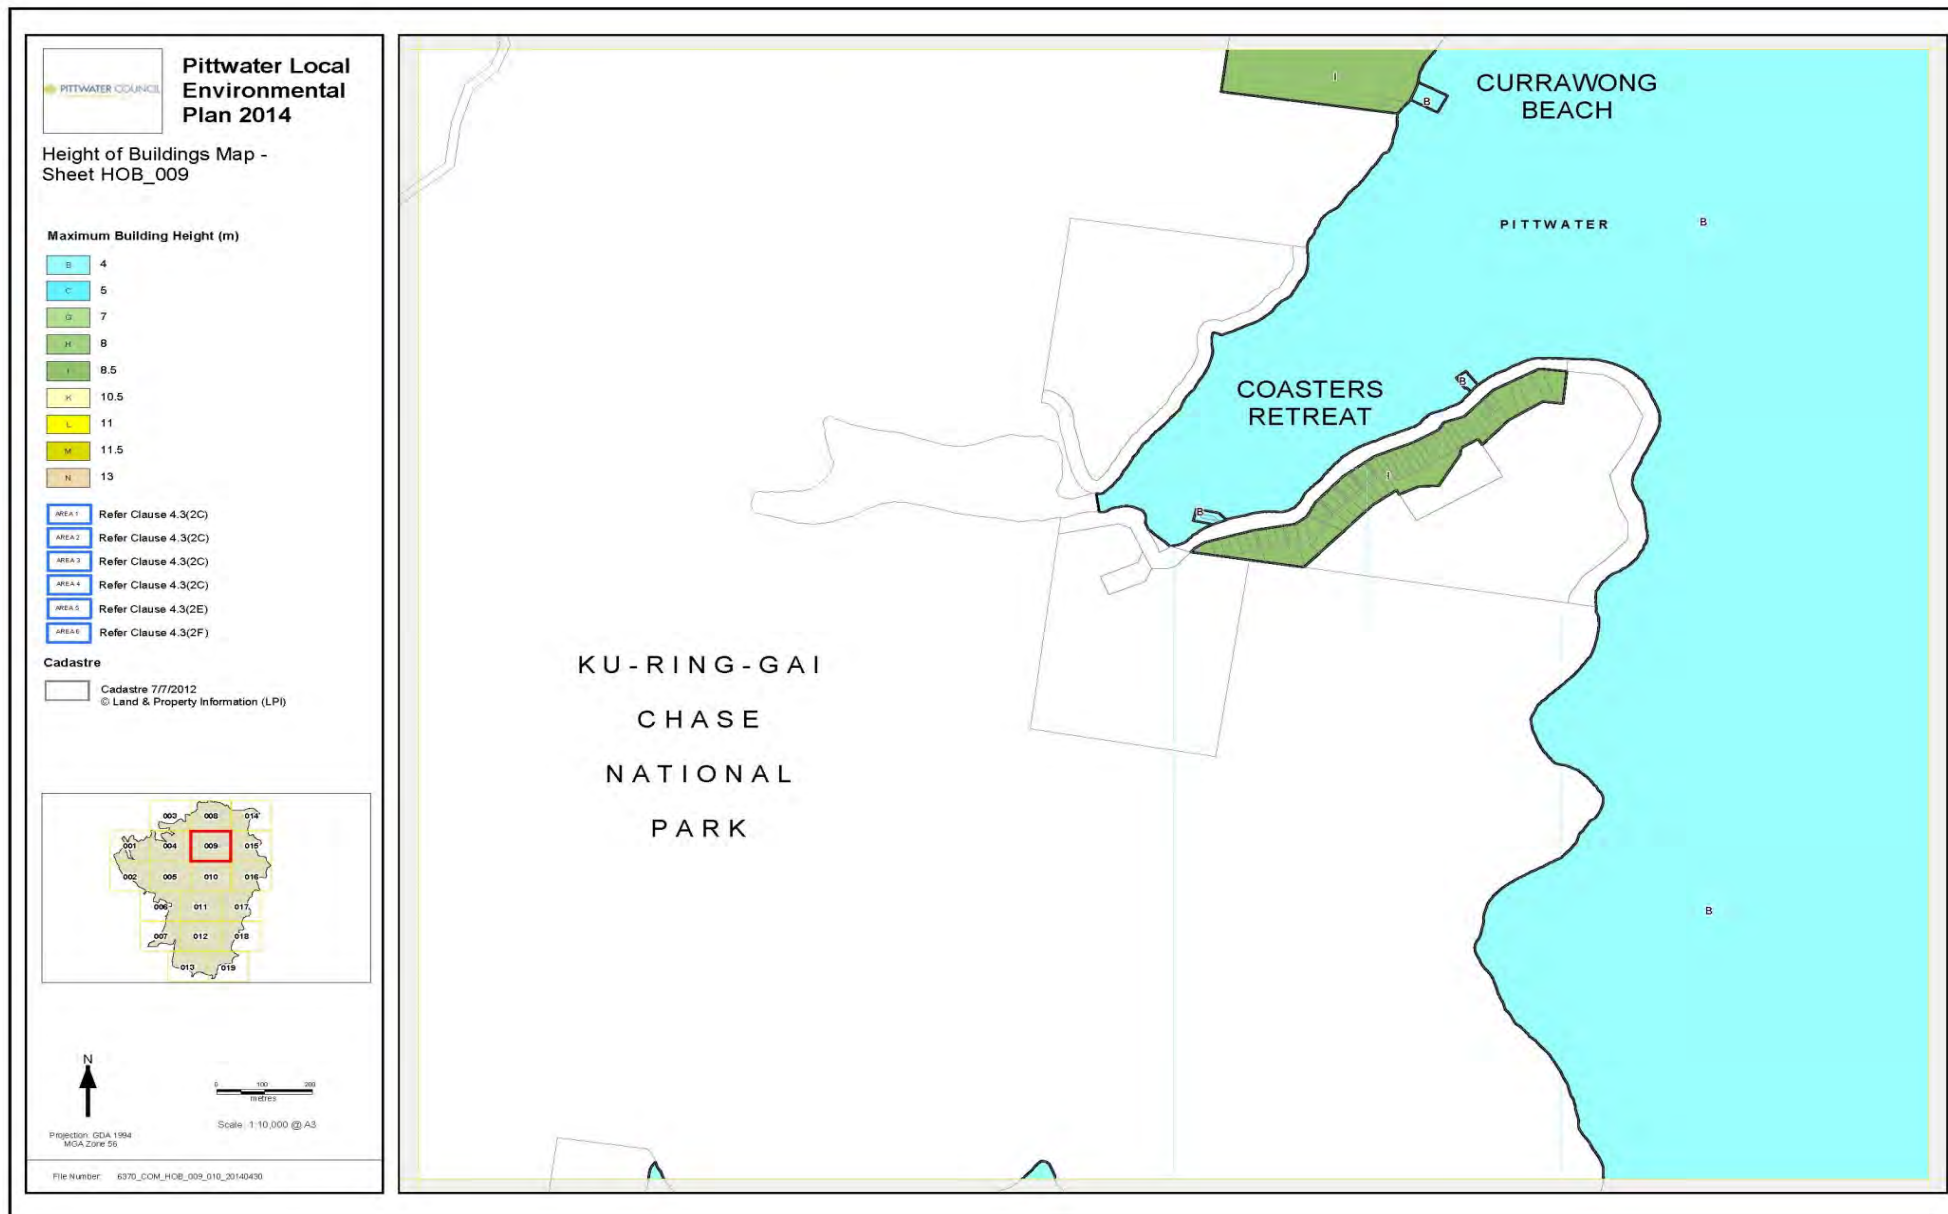 PITTWATER COUNCIL
Pittwater Local
Environmental
Plan 2014
Height of Buildings Map -
Sheet HOB_009
Maximum Building Height (m)
B 4
C 5
G 7
H 8
I 8.5
K 10.5
L 11
M 11.5
N 13
AREA 1 Refer Clause 4.3(2C)
AREA 2 Refer Clause 4.3(2C)
AREA 3 Refer Clause 4.3(2C)
AREA 4 Refer Clause 4.3(2C)
AREA 5 Refer Clause 4.3(2E)
AREA 6 Refer Clause 4.3(2F)
Cadastre
Cadastre 7/7/2012
© Land & Property Information (LPI)
003 008 014
001 004 009 015
002 005 010 016
006 011 017
007 012 018
013 019
N
0 100 200
metres
Scale: 1:10,000 @ A3
Projection: GDA 1994
MGA Zone 56
File Number: 6370_COM_HOB_009_010_20140430
I
B
CURRAWONG
BEACH
PITTWATER
B
COASTERS
RETREAT
B
I
B
KU-RING-GAI
CHASE
NATIONAL
PARK
B